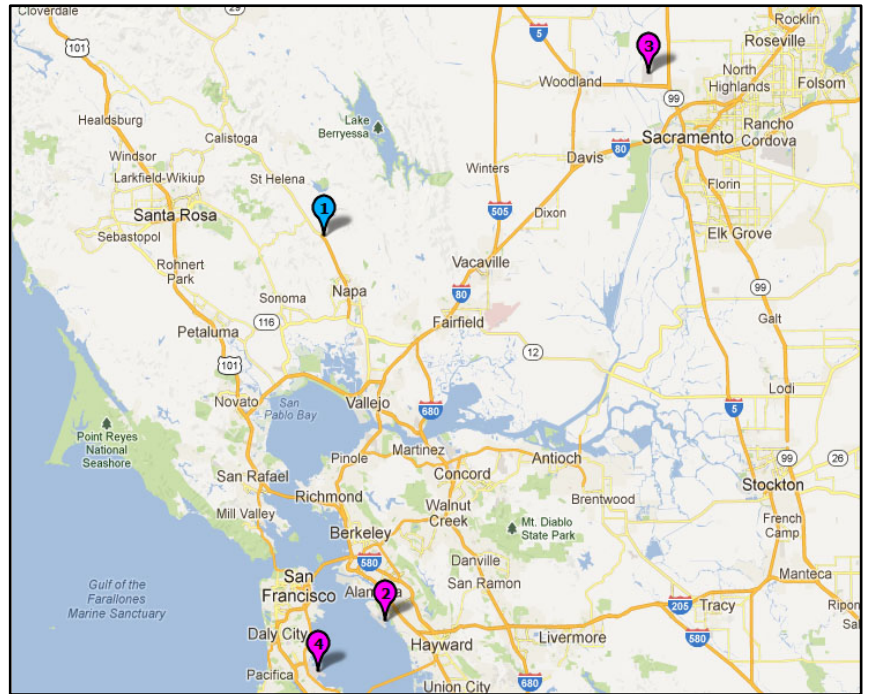 Cloverdale
29
101
5
3
Rocklin
Roseville
Woodland
North
Highlands
Folsom
99
Healdsburg
Lake
Berryessa
Calistoga
Sacramento
Rancho
Cordova
Windsor
Larkfield-Wikiup
St Helena
Winters
Davis
80
Florin
1
Santa Rosa
505
Dixon
Sebastopol
Elk Grove
Rohnert
Park
Vacaville
Napa
Sonoma
80
99
Petaluma
116
Fairfield
Galt
12
101
Novato
San
Pablo Bay
Vallejo
680
Lodi
5
Point Reyes
National
Seashore
Pinole
Martinez
Concord
Antioch
99
26
San Rafael
Stockton
Richmond
Brentwood
Mill Valley
Walnut
Creek
French
Camp
Berkeley
Mt. Diablo
State Park
580
Danville
San Ramon
Manteca
Gulf of the
Farallones
Marine Sanctuary
San
Francisco
Alameda
2
205
Tracy
Ripon
Daly City
Hayward
Livermore
580
4
Pacifica
680
Union City